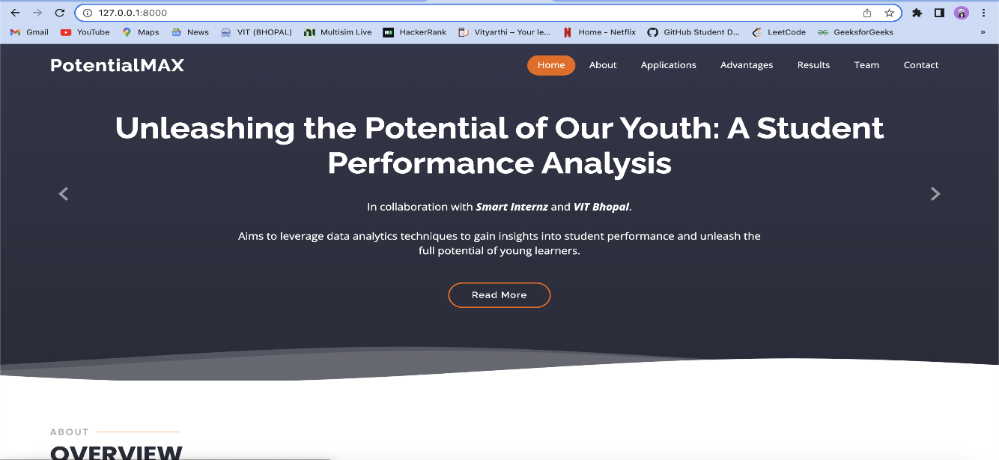 127.0.0.1:8000
Gmail YouTube Maps News VIT (BHOPAL) Multisim Live HackerRank Vityarthi – Your le... Home - Netflix GitHub Student D... LeetCode GeeksforGeeks »
PotentialMAX Home About Applications Advantages Results Team Contact
Unleashing the Potential of Our Youth: A Student
Performance Analysis
In collaboration with Smart Internz and VIT Bhopal.
Aims to leverage data analytics techniques to gain insights into student performance and unleash the
full potential of young learners.
Read More
ABOUT
OVERVIEW